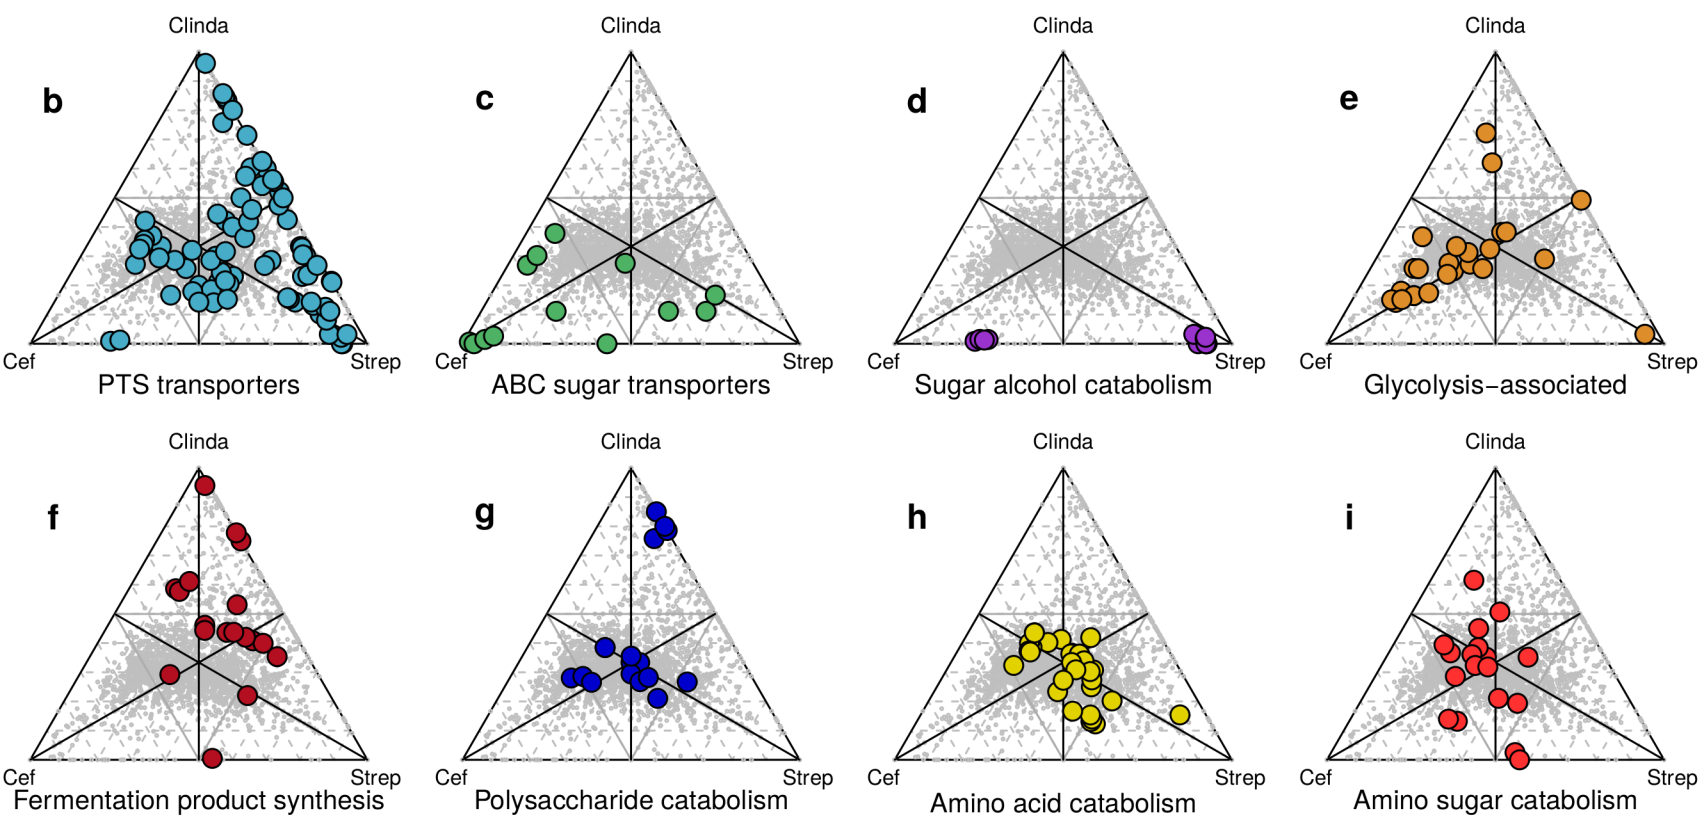 Clinda
Clinda
Clinda
Clinda
b
c
d
e
Cef
Strep
Cef
Strep
Cef
Strep
Cef
Strep
PTS transporters
ABC sugar transporters
Sugar alcohol catabolism
Glycolysis−associated
Clinda
Clinda
Clinda
Clinda
f
g
h
i
Cef
Strep
Cef
Strep
Cef
Strep
Cef
Strep
Fermentation product synthesis
Polysaccharide catabolism
Amino acid catabolism
Amino sugar catabolism